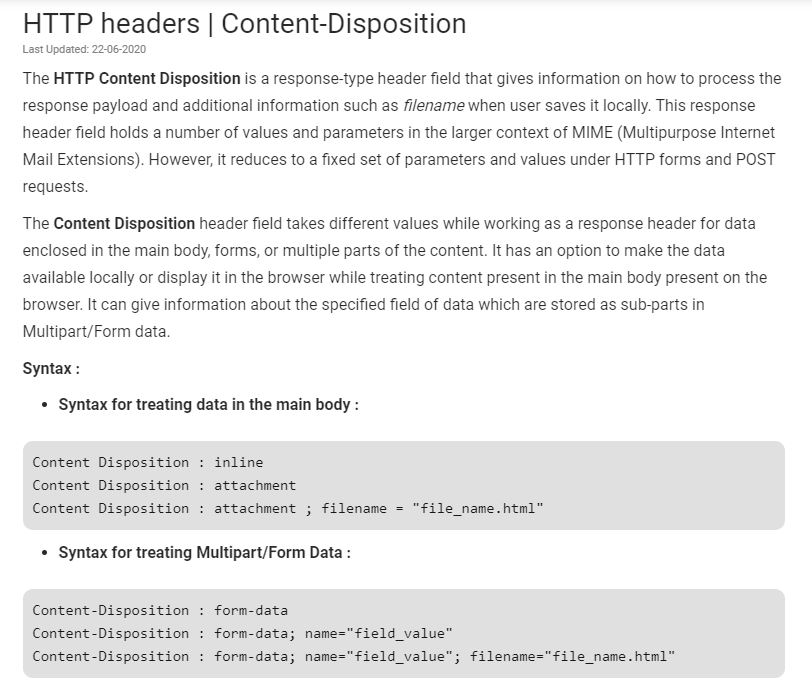 HTTP headers | Content-Disposition
Last Updated: 22-06-2020
The HTTP Content Disposition is a response-type header field that gives information on how to process the
response payload and additional information such as filename when user saves it locally. This response
header field holds a number of values and parameters in the larger context of MIME (Multipurpose Internet
Mail Extensions). However, it reduces to a fixed set of parameters and values under HTTP forms and POST
requests.
The Content Disposition header field takes different values while working as a response header for data
enclosed in the main body, forms, or multiple parts of the content. It has an option to make the data
available locally or display it in the browser while treating content present in the main body present on the
browser. It can give information about the specified field of data which are stored as sub-parts in
Multipart/Form data.
Syntax :
• Syntax for treating data in the main body :
Content Disposition : inline
Content Disposition : attachment
Content Disposition : attachment ; filename = "file_name.html"
• Syntax for treating Multipart/Form Data :
Content-Disposition : form-data
Content-Disposition : form-data; name="field_value"
Content-Disposition : form-data; name="field_value"; filename="file_name.html"